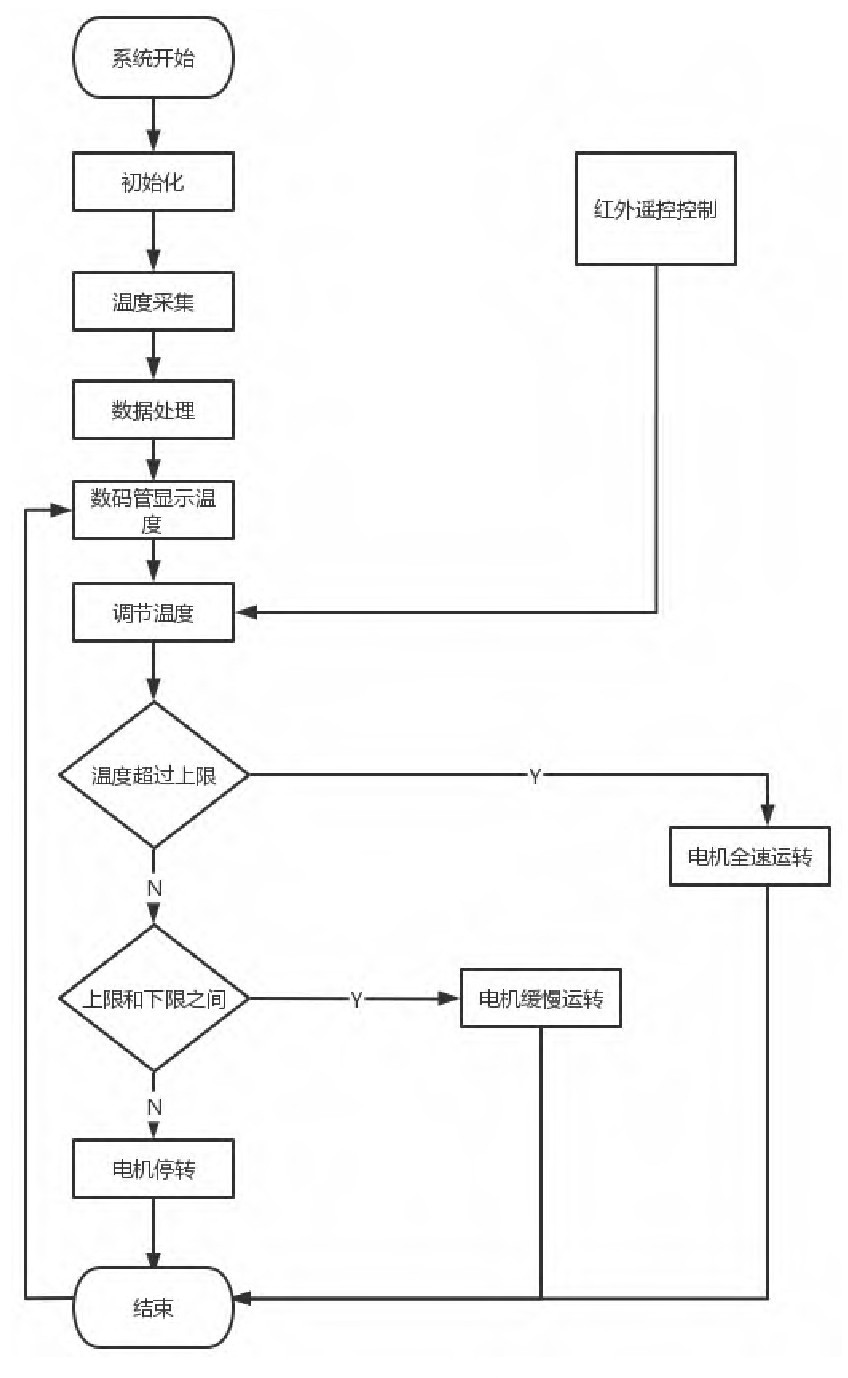 系统开始
初始化
红外遥控控制
温度采集
数据处理
数码管显示温
度
调节温度
温度超过上限
Y
电机全速运转
N
上限和下限之间
Y
电机缓慢运转
N
电机停转
结束